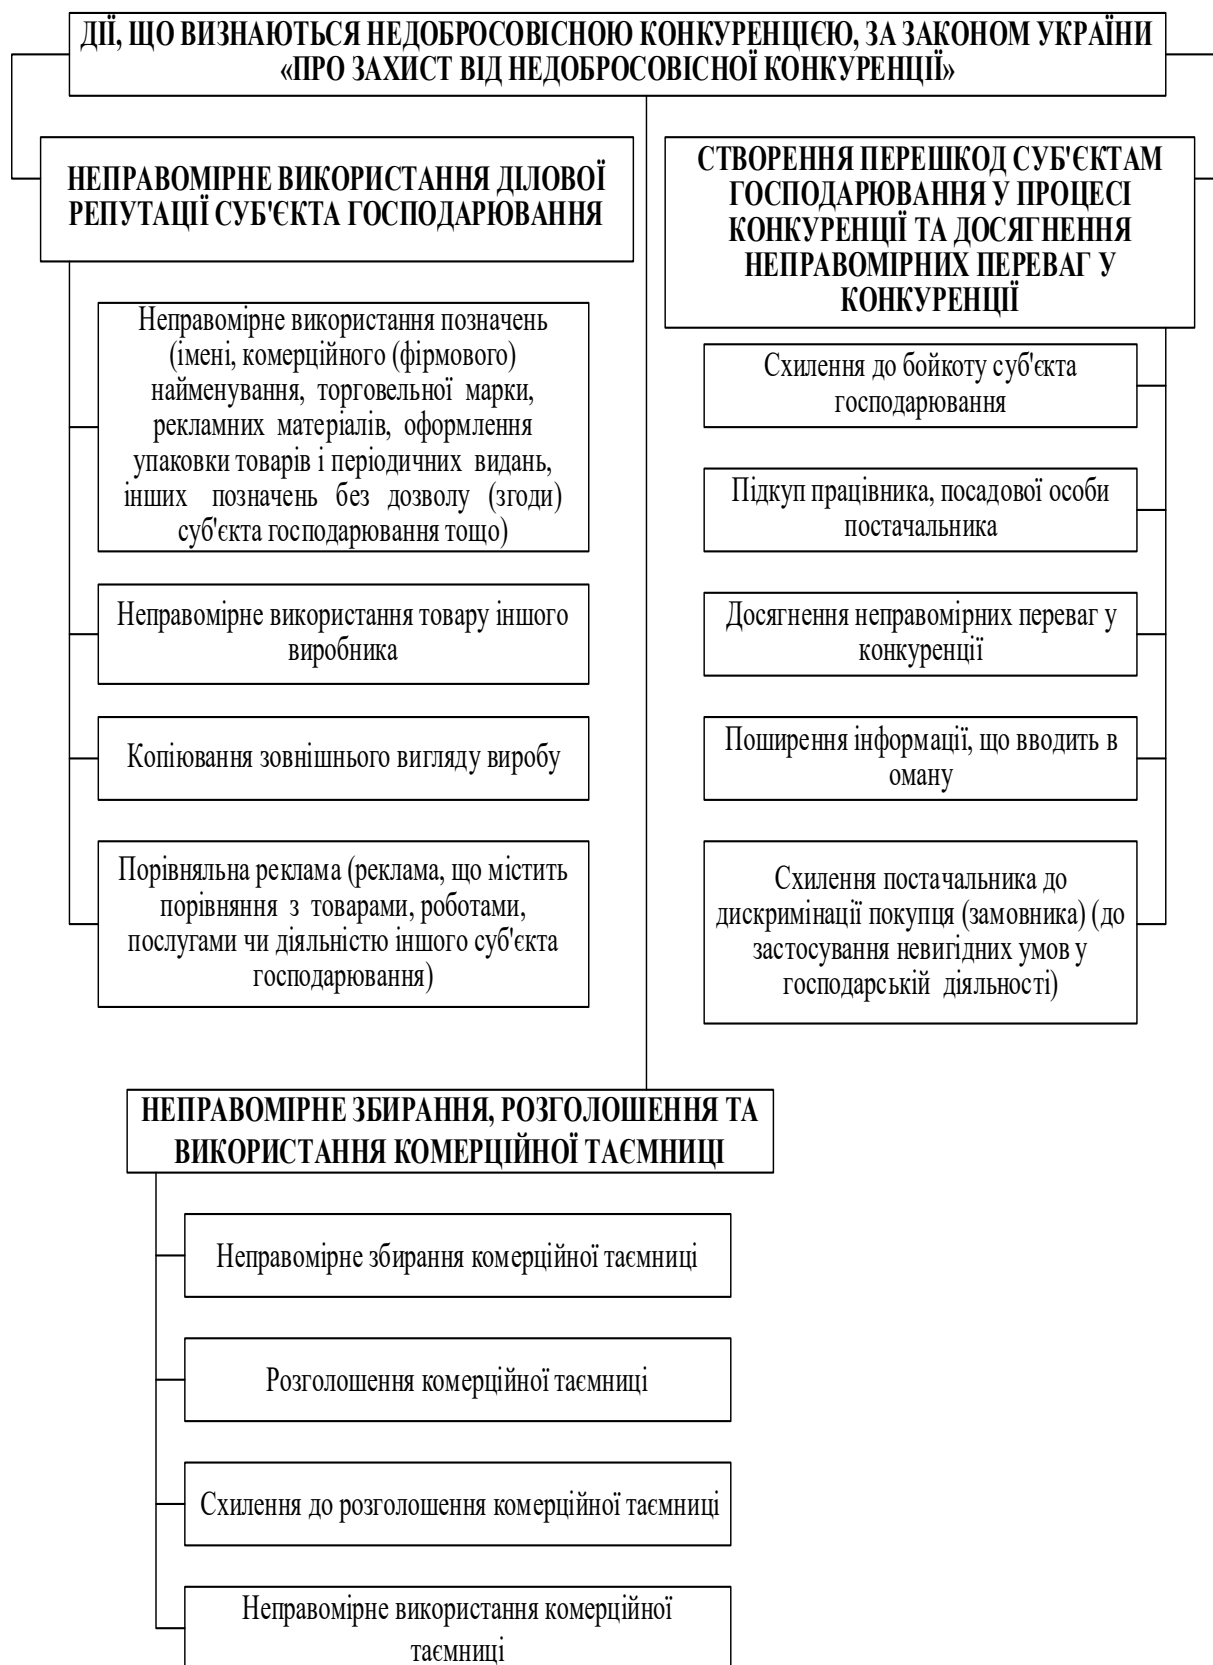 ДІЇ, ЩО ВИЗНАЮТЬСЯ НЕДОБРОСОВІСНОЮ КОНКУРЕНЦІЄЮ, ЗА ЗАКОНОМ УКРАЇНИ
«ПРО ЗАХИСТ ВІД НЕДОБРОСОВІСНОЇ КОНКУРЕНЦІЇ»
НЕПРАВОМІРНЕ ВИКОРИСТАННЯ ДІЛОВОЇ
РЕПУТАЦІЇ СУБ'ЄКТА ГОСПОДАРЮВАННЯ
Неправомірне використання позначень
(імені, комерційного (фірмового)
найменування, торговельної марки,
рекламних матеріалів, оформлення
упаковки товарів і періодичних видань,
інших позначень без дозволу (згоди)
суб'єкта господарювання тощо)
Неправомірне використання товару іншого
виробника
Копіювання зовнішнього вигляду виробу
Порівняльна реклама (реклама, що містить
порівняння з товарами, роботами,
послугами чи діяльністю іншого суб'єкта
господарювання)
СТВОРЕННЯ ПЕРЕШКОД СУБ'ЄКТАМ
ГОСПОДАРЮВАННЯ У ПРОЦЕСІ
КОНКУРЕНЦІЇ ТА ДОСЯГНЕННЯ
НЕПРАВОМІРНИХ ПЕРЕВАГ У
КОНКУРЕНЦІЇ
Схилення до бойкоту суб'єкта
господарювання
Підкуп працівника, посадової особи
постачальника
Досягнення неправомірних переваг у
конкуренції
Поширення інформації, що вводить в
оману
Схилення постачальника до
дискримінації покупця (замовника) (до
застосування невигідних умов у
господарській діяльності)
НЕПРАВОМІРНЕ ЗБИРАННЯ, РОЗГОЛОШЕННЯ ТА
ВИКОРИСТАННЯ КОМЕРЦІЙНОЇ ТАЄМНИЦІ
Неправомірне збирання комерційної таємниці
Розголошення комерційної таємниці
Схилення до розголошення комерційної таємниці
Неправомірне використання комерційної
таємниці